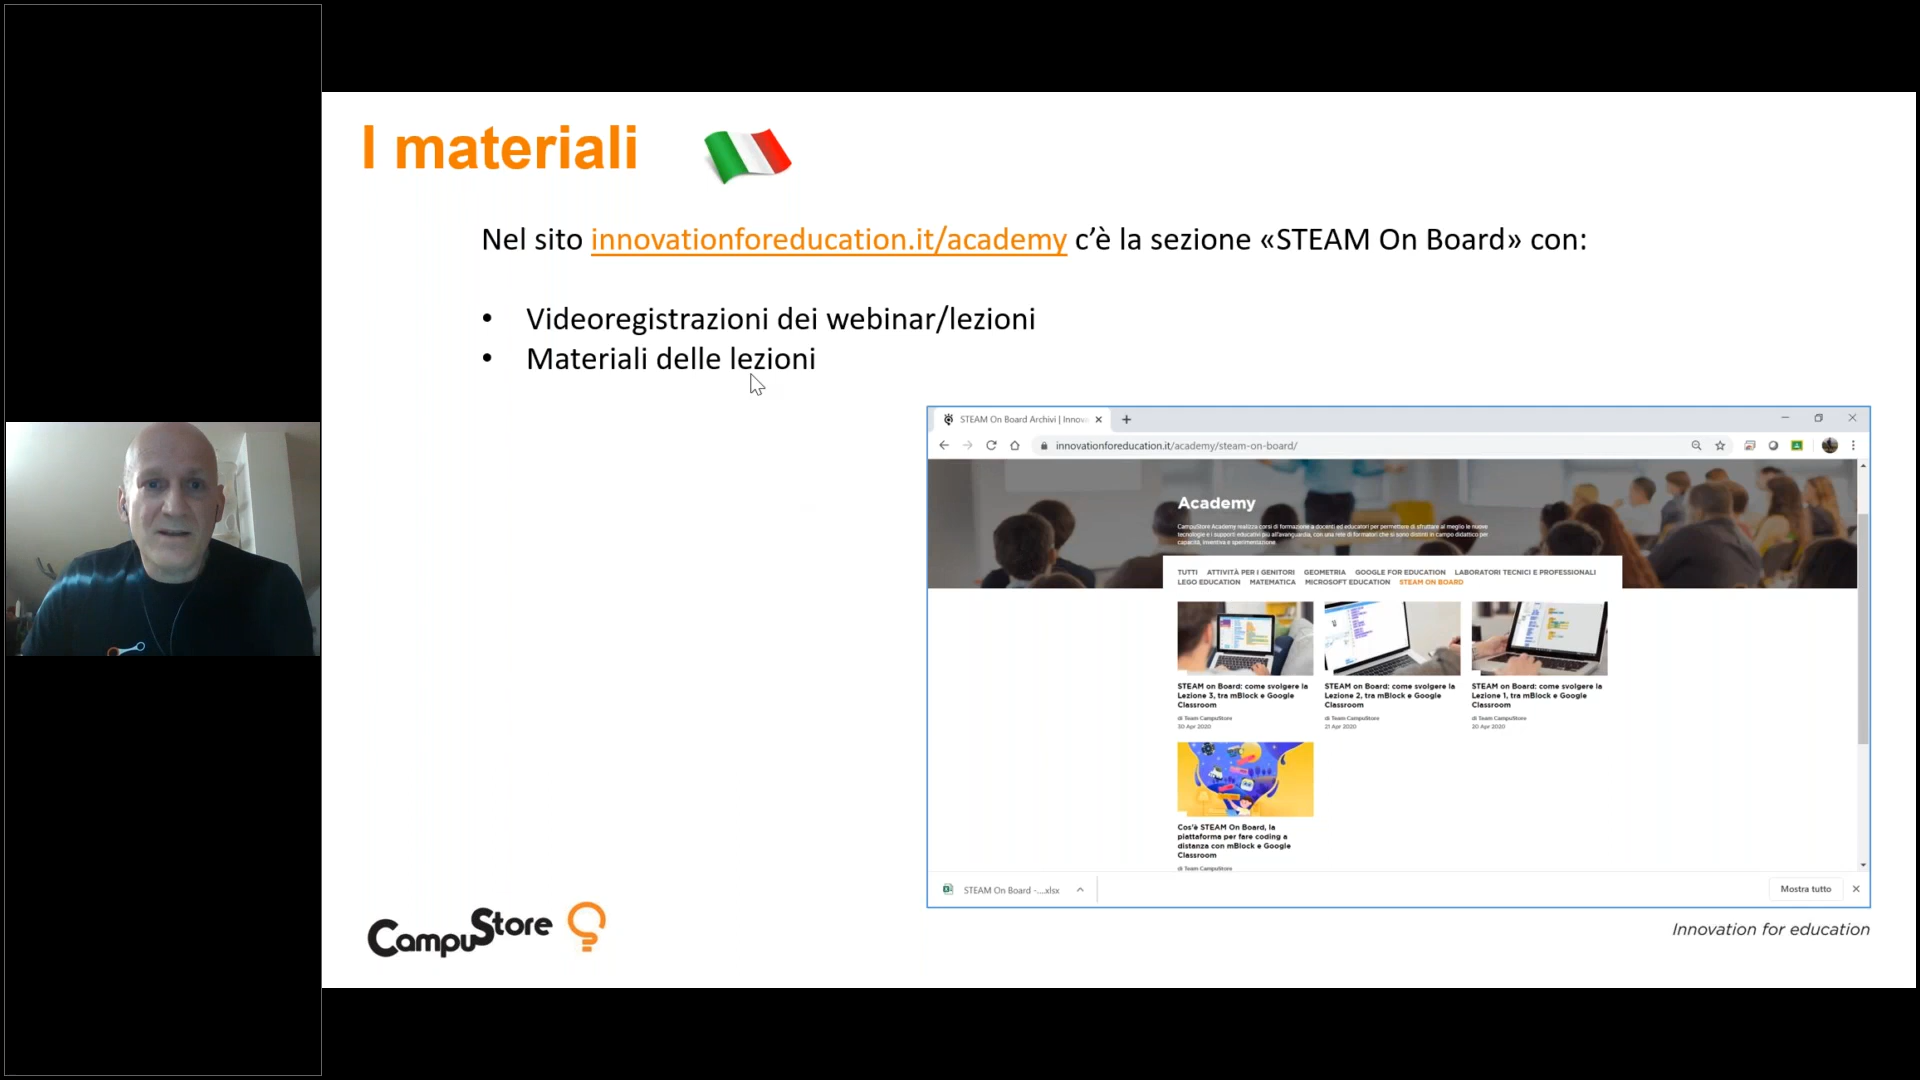 I materiali
Nel sito innovationforeducation.it/academy c’è la sezione «STEAM On Board» con:
• Videoregistrazioni dei webinar/lezioni
• Materiali delle lezioni
STEAM On Board Archivi | Innov
innovationforeducation.it/academy/steam-on-board/
Academy
CampuStore Academy realizza corsi di formazione a docenti ed educatori per permettere di sfruttare al meglio le nuove
tecnologie e i supporti educativi più all'avanguardia, con una rete di formatori che si sono distinti in campo didattico per
capacità, inventiva e sperimentazione.
TUTTI ATTIVITÀ PER I GENITORI GEOMETRIA GOOGLE FOR EDUCATION LABORATORI TECNICI E PROFESSIONALI
LEGO EDUCATION MATEMATICA MICROSOFT EDUCATION STEAM ON BOARD
STEAM on Board: come svolgere la
Lezione 3, tra mBlock e Google
Classroom
di Team CampuStore
30 Apr 2020
STEAM on Board: come svolgere la
Lezione 2, tra mBlock e Google
Classroom
di Team CampuStore
21 Apr 2020
STEAM on Board: come svolgere la
Lezione 1, tra mBlock e Google
Classroom
di Team CampuStore
20 Apr 2020
Cos'è STEAM On Board, la
piattaforma per fare coding a
distanza con mBlock e Google
Classroom
di Team CampuStore
STEAM On Board -....xlsx
Mostra tutto
CampuStore
Innovation for education